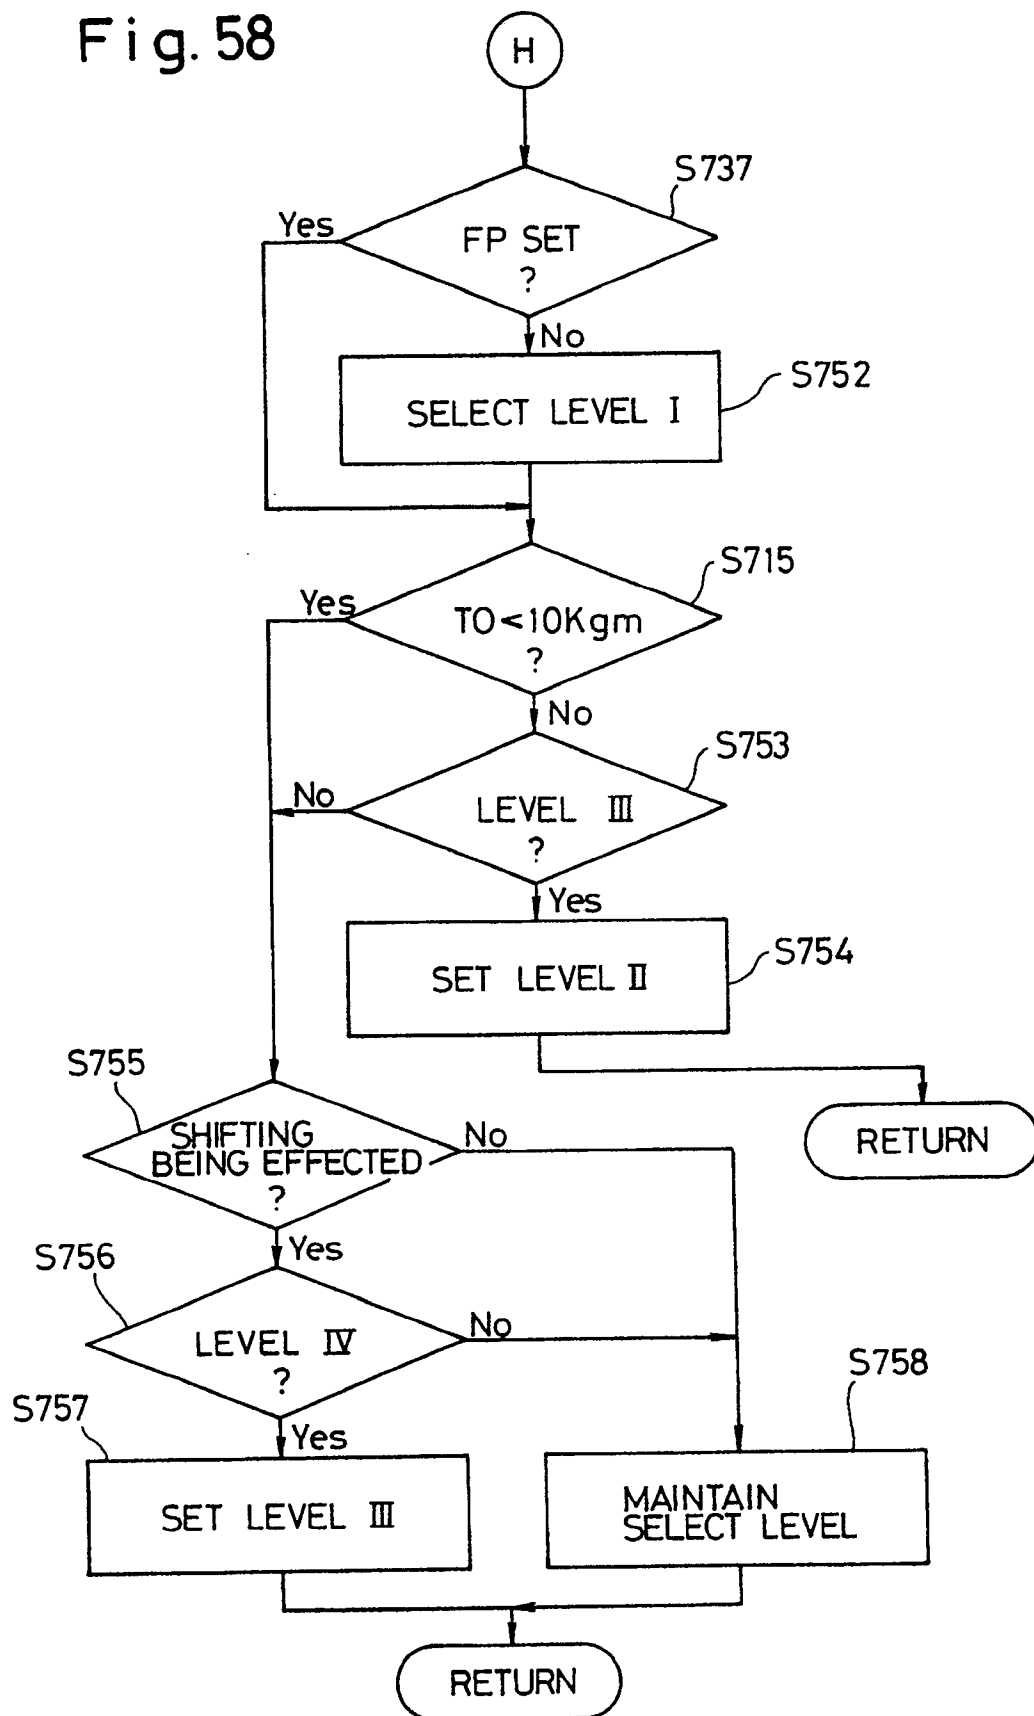 Fig. 58
H
S737
Yes
FP SET
?
No
S752
SELECT LEVEL I
S715
Yes
TO<10Kgm
?
No
S753
No
LEVEL III
?
Yes
S754
SET LEVEL II
S755
RETURN
SHIFTING
BEING EFFECTED
?
No
Yes
S756
LEVEL IV
?
No
S758
S757
Yes
SET LEVEL III
MAINTAIN
SELECT LEVEL
RETURN